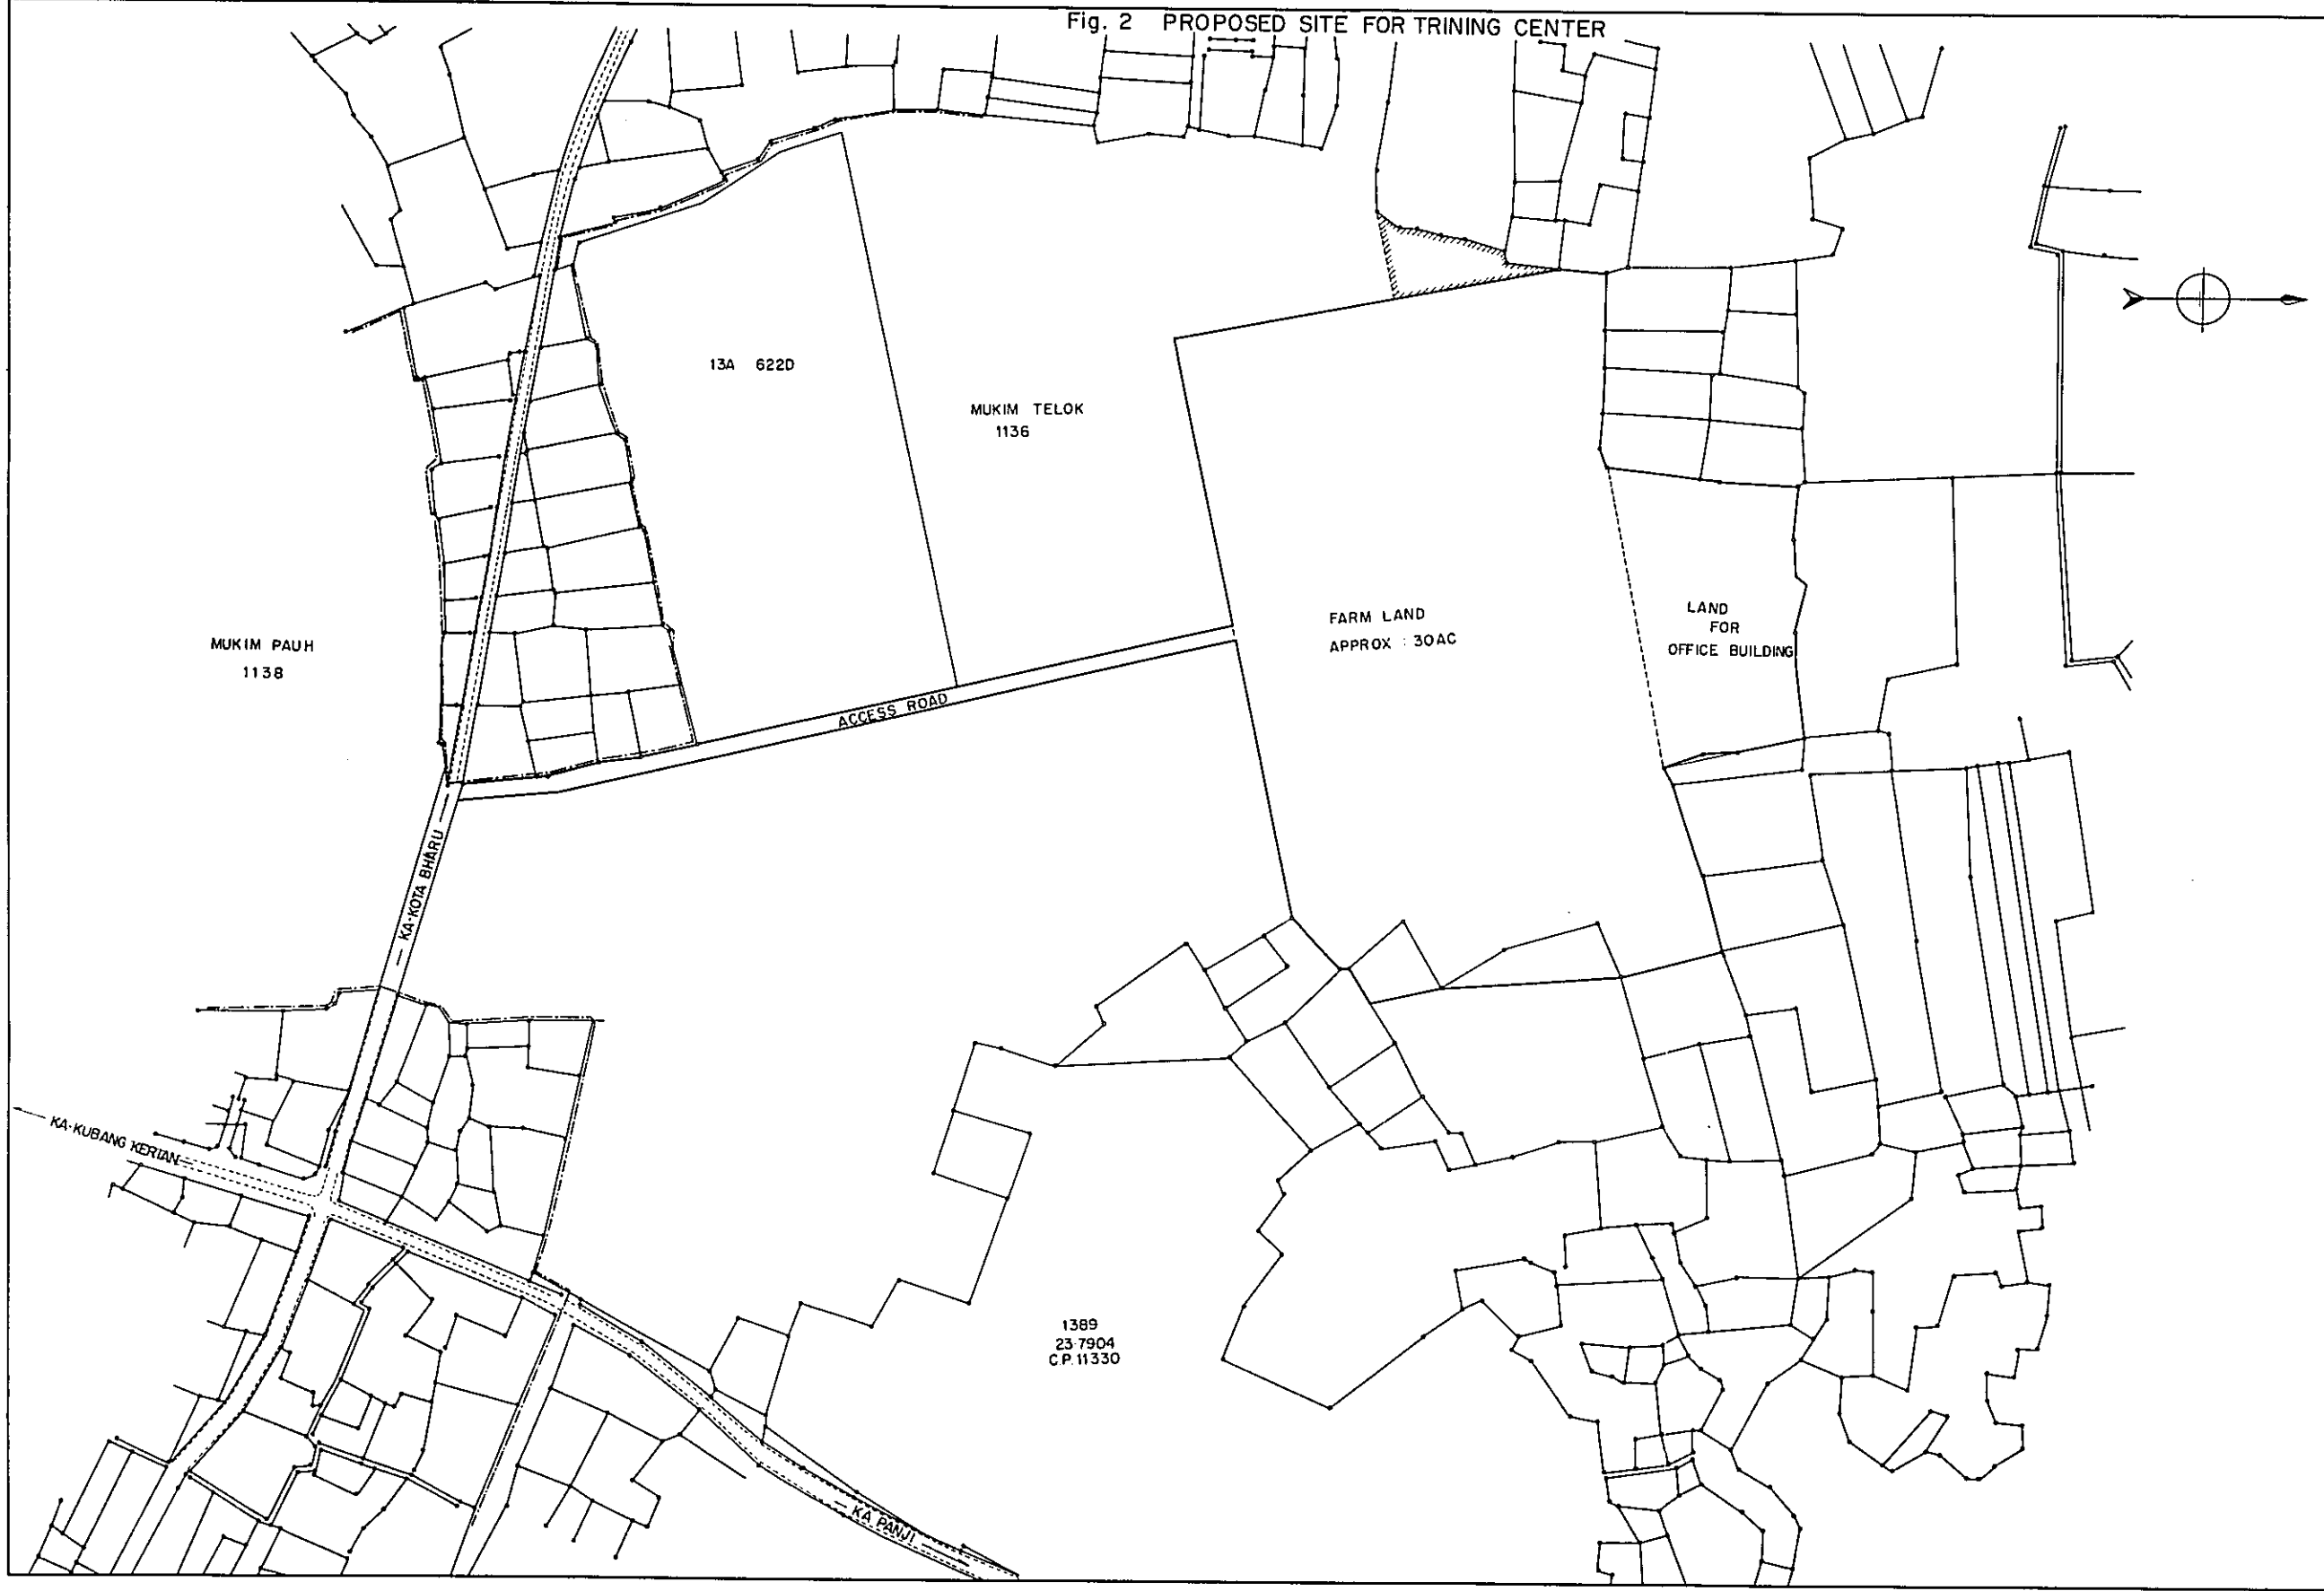 Fig. 2 PROPOSED SITE FOR TRINING CENTER
13A 622D
MUKIM TELOK
1136
FARM LAND
APPROX : 30AC
LAND
FOR
OFFICE BUILDING
MUKIM PAUH
1138
ACCESS ROAD
KA-KOTA BHARU
KA-KUBANG KERIAN
1389
23·7904
C.P. 11330
KA PANJI